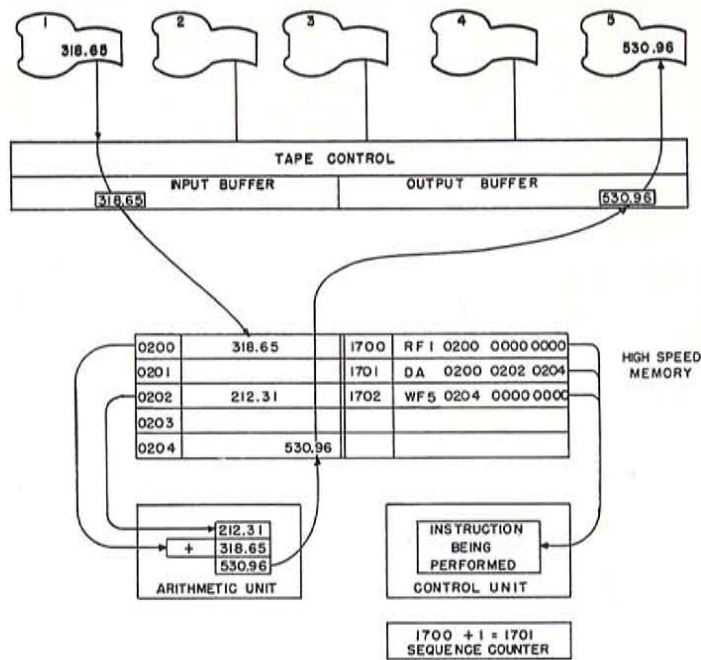 1 2 3 4 5
318.65 530.96
TAPE CONTROL
INPUT BUFFER OUTPUT BUFFER
318.65 530.96
0200 318.65 1700 RF1 0200 0000 0000
0201 1701 DA 0200 0202 0204
0202 212.31 1702 WF5 0204 0000 0000
0203
0204 530.96
HIGH SPEED
MEMORY
212.31
+ 318.65
530.96
ARITHMETIC UNIT
INSTRUCTION
BEING
PERFORMED
CONTROL UNIT
1700 + 1 = 1701
SEQUENCE COUNTER